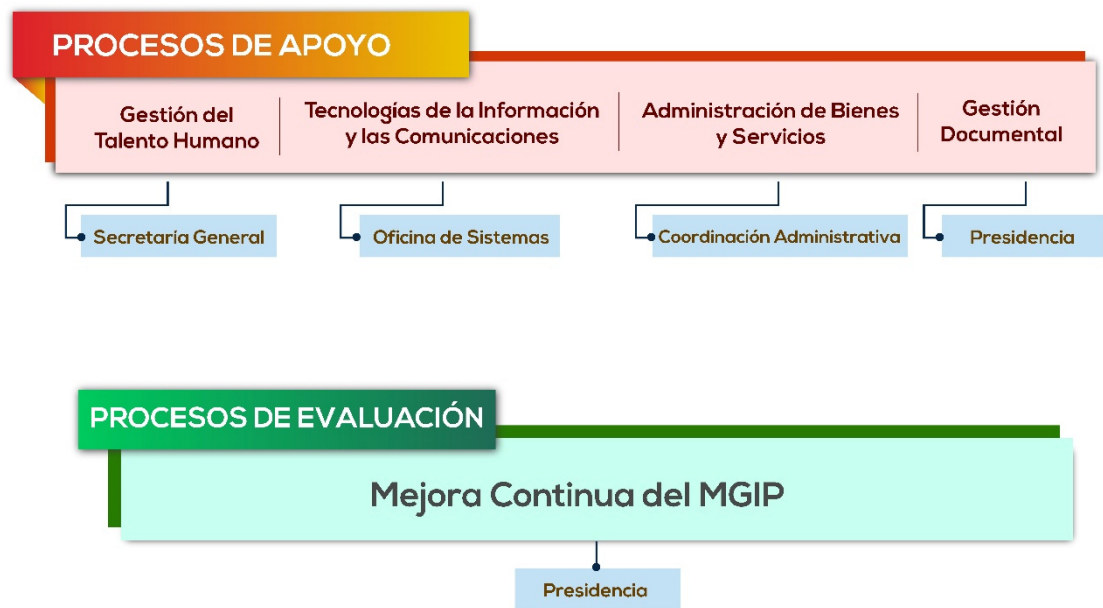 PROCESOS DE APOYO
Gestión del
Talento Humano
Tecnologías de la Información
y las Comunicaciones
Administración de Bienes
y Servicios
Gestión
Documental
Secretaría General
Oficina de Sistemas
Coordinación Administrativa
Presidencia
PROCESOS DE EVALUACIÓN
Mejora Continua del MGIP
Presidencia